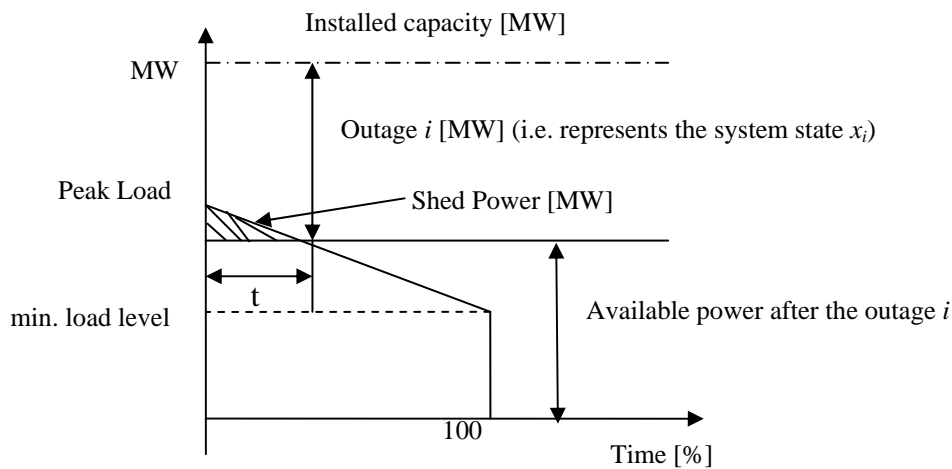 Installed capacity [MW]
MW
Outage i [MW] (i.e. represents the system state xᵢ)
Peak Load
Shed Power [MW]
t
min. load level
Available power after the outage i
100
Time [%]